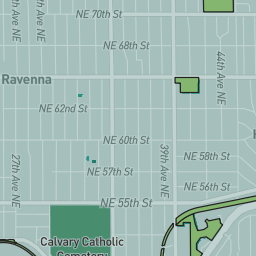 NE 70th St
NE 68th St
44th Ave NE
Ravenna
NE 62nd St
NE 60th St
NE 58th St
NE 57th St
NE 56th St
27th Ave NE
39th Ave NE
NE 55th St
Calvary Catholic
Cemetery